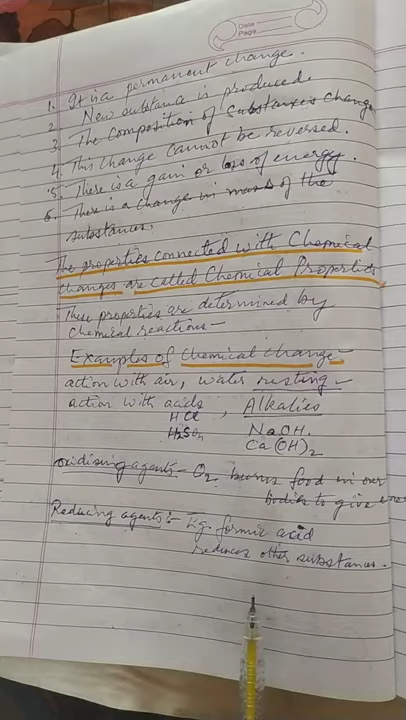 Date
Page
1. It is a permanent change.
2. New substance is produced.
3. The composition of substances change
4. This change cannot be reversed.
5. There is a gain or loss of energy.
6. There is a change in mass of the
substances.
The properties connected with Chemical
changes are called Chemical Properties
These properties are determined by
chemical reactions-
Examples of Chemical change-
action with air, water rusting-
action with acids , Alkalies
HCl NaOH.
H2SO4 Ca(OH)2
oxidising agents- O2 burns food in our
bodies to give
Reducing agents:- Eg. formic acid
reduces other substances.